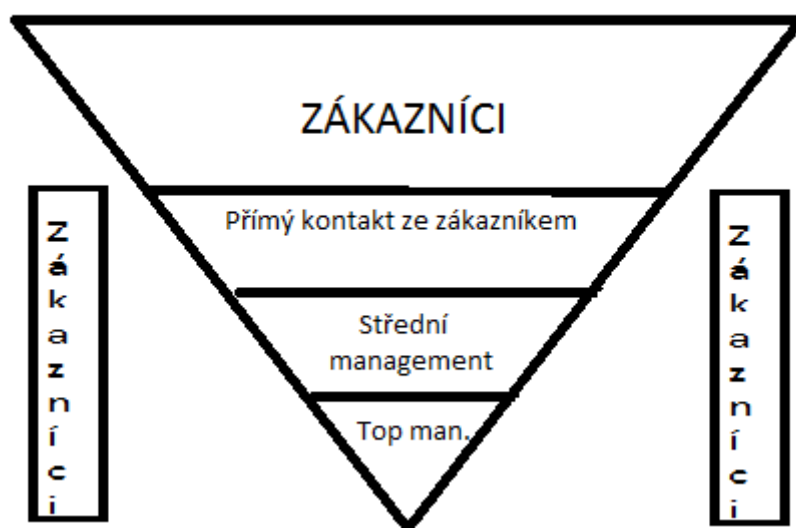 ZÁKAZNÍCI
Přímý kontakt ze zákazníkem
Střední
management
Top man.
Zákazníci
Zákazníci